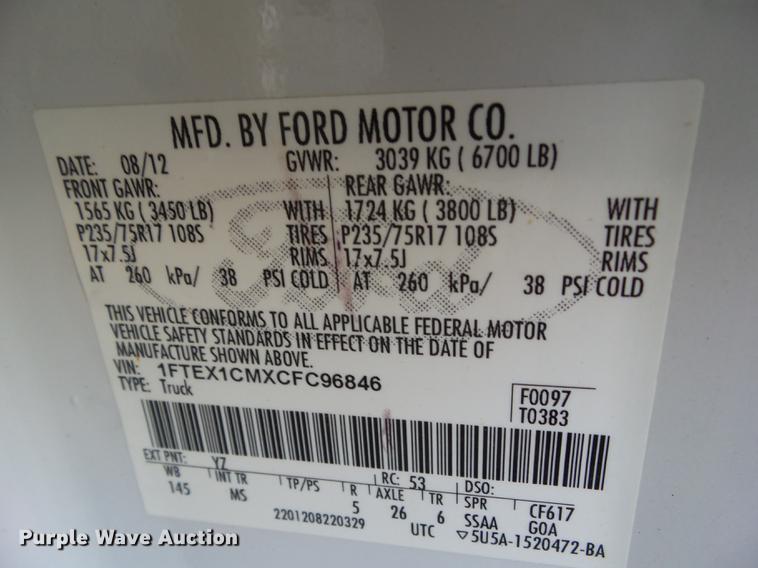 MFD. BY FORD MOTOR CO.
DATE: 08/12 GVWR: 3039 KG ( 6700 LB)
FRONT GAWR: REAR GAWR:
1565 KG ( 3450 LB) WITH 1724 KG ( 3800 LB) WITH
P235/75R17 108S TIRES P235/75R17 108S TIRES
17x7.5J RIMS 17x7.5J RIMS
AT 260 kPa/ 38 PSI COLD AT 260 kPa/ 38 PSI COLD
Ford
THIS VEHICLE CONFORMS TO ALL APPLICABLE FEDERAL MOTOR
VEHICLE SAFETY STANDARDS IN EFFECT ON THE DATE OF
MANUFACTURE SHOWN ABOVE.
VIN: 1FTEX1CMXCFC96846
TYPE: Truck
F0097
T0383
EXT PNT: YZ RC: 53 DSO:
WB INT TR TP/PS R AXLE TR SPR CF617
145 MS 5 26 6 SSAA GOA
2201208220329 UTC ▽5U5A-1520472-BA
Purple Wave Auction